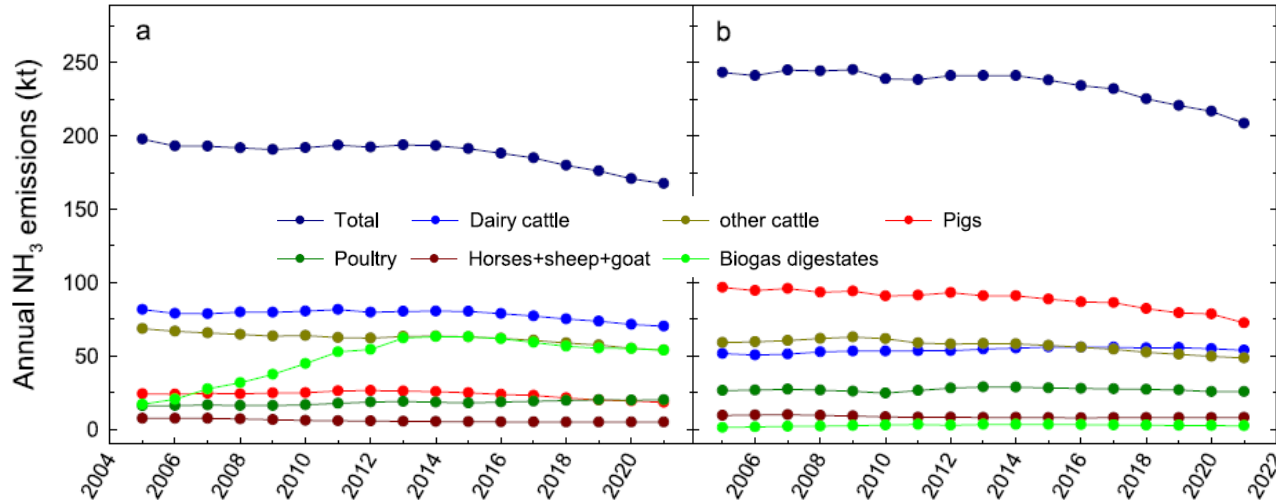 a b
Annual NH₃ emissions (kt)
250
200
150
100
50
0
Total Dairy cattle other cattle Pigs
Poultry Horses+sheep+goat Biogas digestates
2004 2006 2008 2010 2012 2014 2016 2018 2020 2006 2008 2010 2012 2014 2016 2018 2020 2022